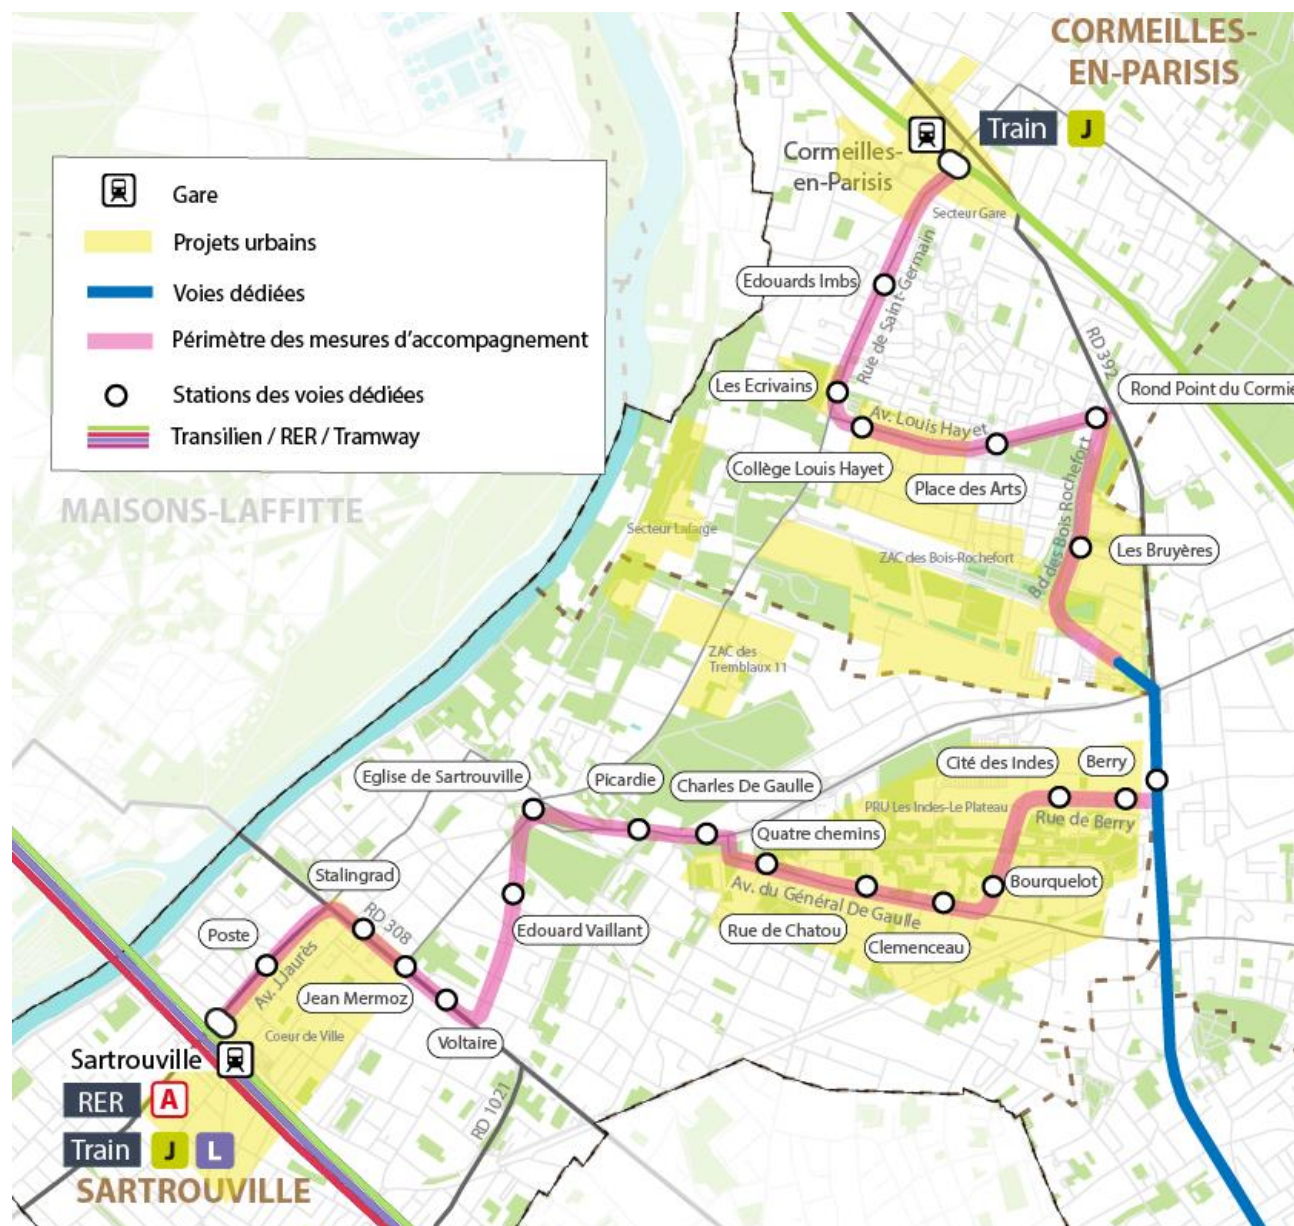 CORMEILLES-
EN-PARISIS
Train J
Cormeilles-
en-Parisis
Secteur Gare
Gare
Projets urbains
Voies dédiées
Périmètre des mesures d'accompagnement
Stations des voies dédiées
Transilien / RER / Tramway
Edouards Imbs
Rue de Saint-Germain
RD 392
Les Ecrivains
Rond Point du Cormie
Av. Louis Hayet
Collège Louis Hayet
Place des Arts
MAISONS-LAFFITTE
Secteur Lafarge
ZAC des Bois-Rochefort
Bd des Bois Rochefort
Les Bruyères
ZAC des
Tremblaux 11
Eglise de Sartrouville
Picardie
Charles De Gaulle
Cité des Indes
Berry
PRU Les Indes-Le Plateau
Rue de Berry
Quatre chemins
Stalingrad
Av. du Général De Gaulle
Bourquelot
RD 308
Poste
Edouard Vaillant
Rue de Chatou
Clemenceau
Av. J.Jaurès
Jean Mermoz
Coeur de Ville
Voltaire
Sartrouville
RER A
RD 1021
Train J L
SARTROUVILLE